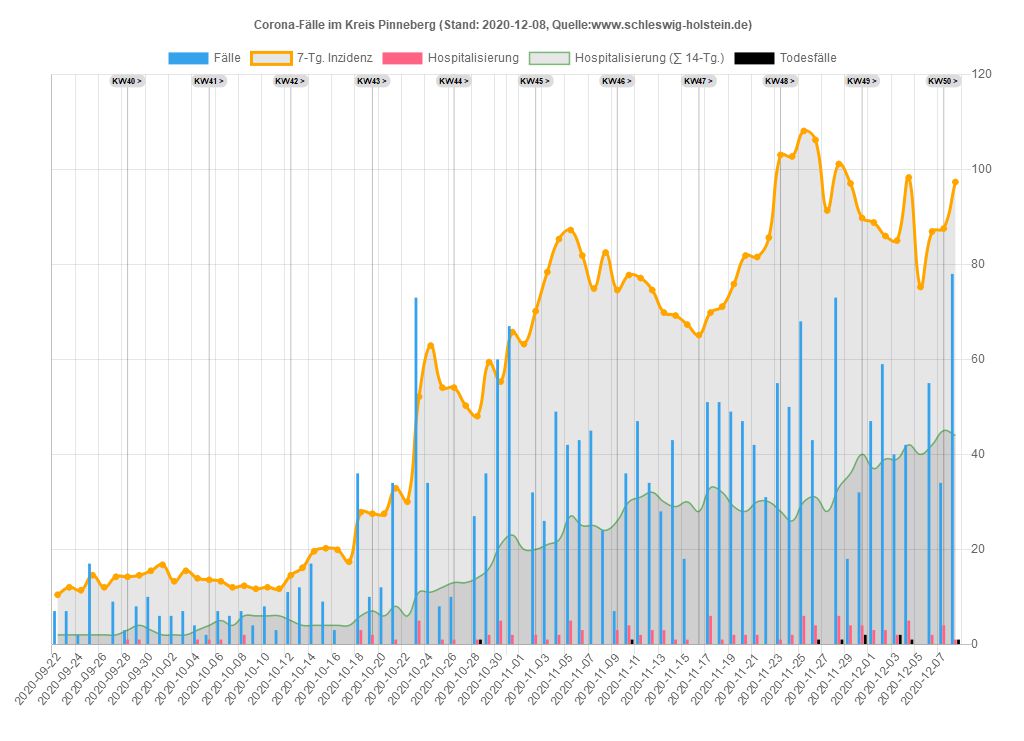 Corona-Fälle im Kreis Pinneberg (Stand: 2020-12-08, Quelle:www.schleswig-holstein.de)
Fälle 7-Tg. Inzidenz Hospitalisierung Hospitalisierung (∑ 14-Tg.) Todesfälle
KW40 > KW41 > KW42 > KW43 > KW44 > KW45 > KW46 > KW47 > KW48 > KW49 > KW50 >
120
100
80
60
40
20
0
2020-09-22 2020-09-24 2020-09-26 2020-09-28 2020-09-30 2020-10-02 2020-10-04 2020-10-06 2020-10-08 2020-10-10 2020-10-12 2020-10-14 2020-10-16 2020-10-18 2020-10-20 2020-10-22 2020-10-24 2020-10-26 2020-10-28 2020-10-30 2020-11-01 2020-11-03 2020-11-05 2020-11-07 2020-11-09 2020-11-11 2020-11-13 2020-11-15 2020-11-17 2020-11-19 2020-11-21 2020-11-23 2020-11-25 2020-11-27 2020-11-29 2020-12-01 2020-12-03 2020-12-05 2020-12-07